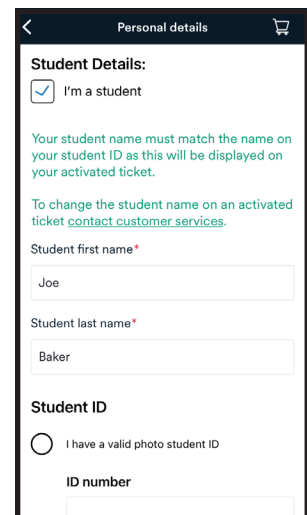 Personal details
Student Details:
I'm a student
Your student name must match the name on
your student ID as this will be displayed on
your activated ticket.
To change the student name on an activated
ticket contact customer services.
Student first name*
Joe
Student last name*
Baker
Student ID
I have a valid photo student ID
ID number